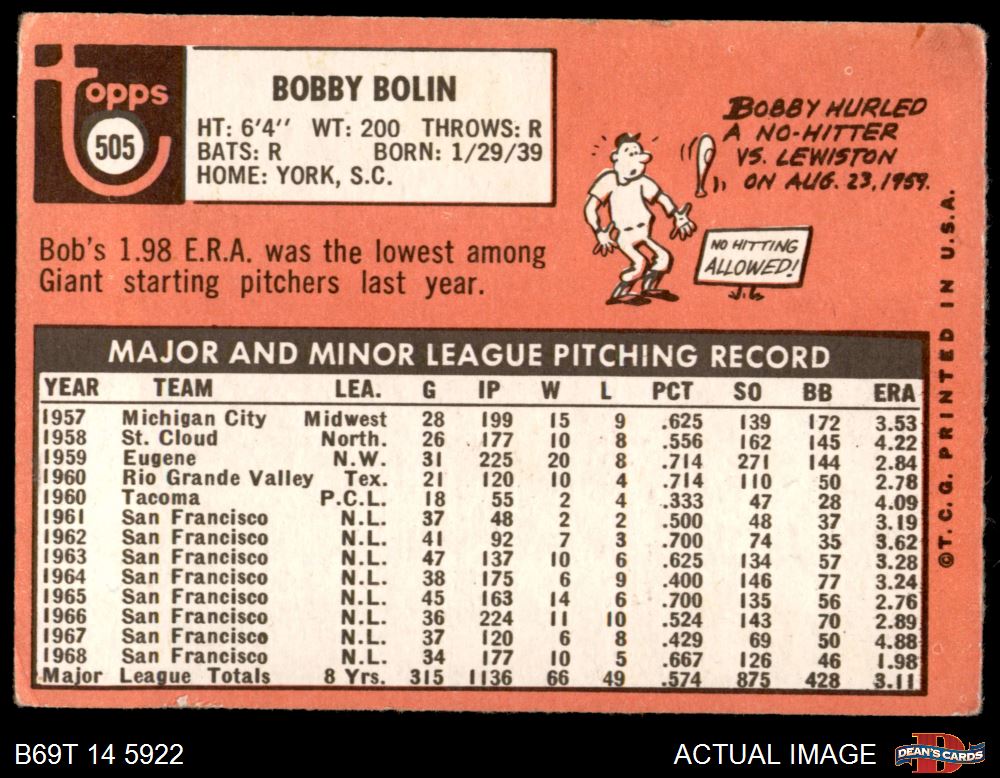 Topps
505
BOBBY BOLIN
HT: 6'4" WT: 200 THROWS: R
BATS: R BORN: 1/29/39
HOME: YORK, S.C.
BOBBY HURLED
A NO-HITTER
VS. LEWISTON
ON AUG. 23, 1959.
NO HITTING
ALLOWED!
Bob's 1.98 E.R.A. was the lowest among
Giant starting pitchers last year.
MAJOR AND MINOR LEAGUE PITCHING RECORD
YEAR TEAM LEA. G IP W L PCT SO BB ERA
1957 Michigan City Midwest 28 199 15 9 .625 139 172 3.53
1958 St. Cloud North. 26 177 10 8 .556 162 145 4.22
1959 Eugene N.W. 31 225 20 8 .714 271 144 2.84
1960 Rio Grande Valley Tex. 21 120 10 4 .714 110 50 2.78
1960 Tacoma P.C.L. 18 55 2 4 .333 47 28 4.09
1961 San Francisco N.L. 37 48 2 2 .500 48 37 3.19
1962 San Francisco N.L. 41 92 7 3 .700 74 35 3.62
1963 San Francisco N.L. 47 137 10 6 .625 134 57 3.28
1964 San Francisco N.L. 38 175 6 9 .400 146 77 3.24
1965 San Francisco N.L. 45 163 14 6 .700 135 56 2.76
1966 San Francisco N.L. 36 224 11 10 .524 143 70 2.89
1967 San Francisco N.L. 37 120 6 8 .429 69 50 4.88
1968 San Francisco N.L. 34 177 10 5 .667 126 46 1.98
Major League Totals 8 Yrs. 315 1136 66 49 .574 875 428 3.11
©T.C.G. PRINTED IN U.S.A.
B69T 14 5922
ACTUAL IMAGE
DEAN'S CARDS